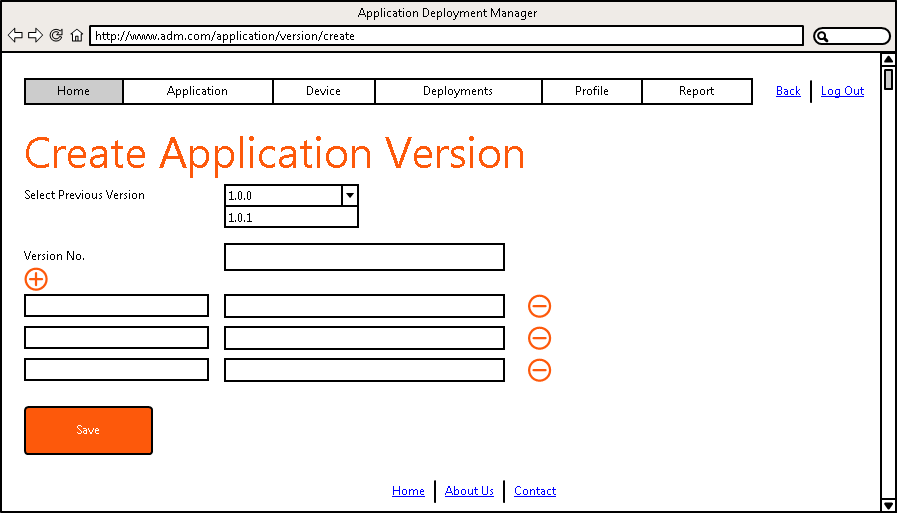 Application Deployment Manager
http://www.adm.com/application/version/create
Home Application Device Deployments Profile Report Back Log Out
Create Application Version
Select Previous Version 1.0.0
1.0.1
Version No.
Save
Home About Us Contact